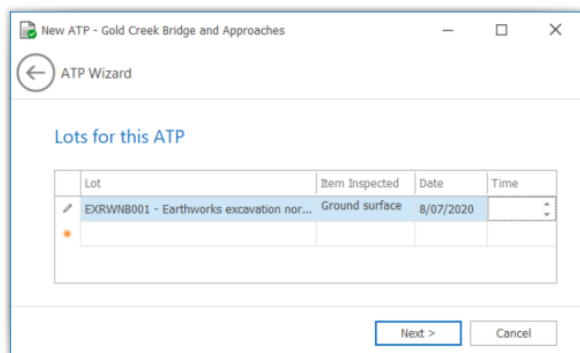 New ATP - Gold Creek Bridge and Approaches
ATP Wizard
Lots for this ATP
Lot Item Inspected Date Time
EXRWNB001 - Earthworks excavation nor... Ground surface 8/07/2020
Next > Cancel